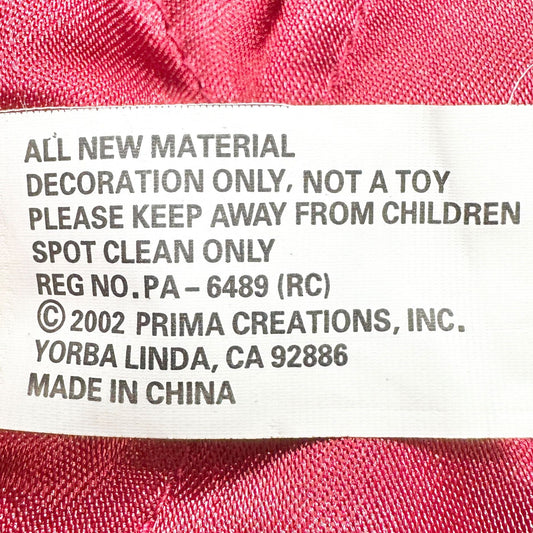 ALL NEW MATERIAL
DECORATION ONLY, NOT A TOY
PLEASE KEEP AWAY FROM CHILDREN
SPOT CLEAN ONLY
REG NO. PA-6489 (RC)
© 2002 PRIMA CREATIONS, INC.
YORBA LINDA, CA 92886
MADE IN CHINA